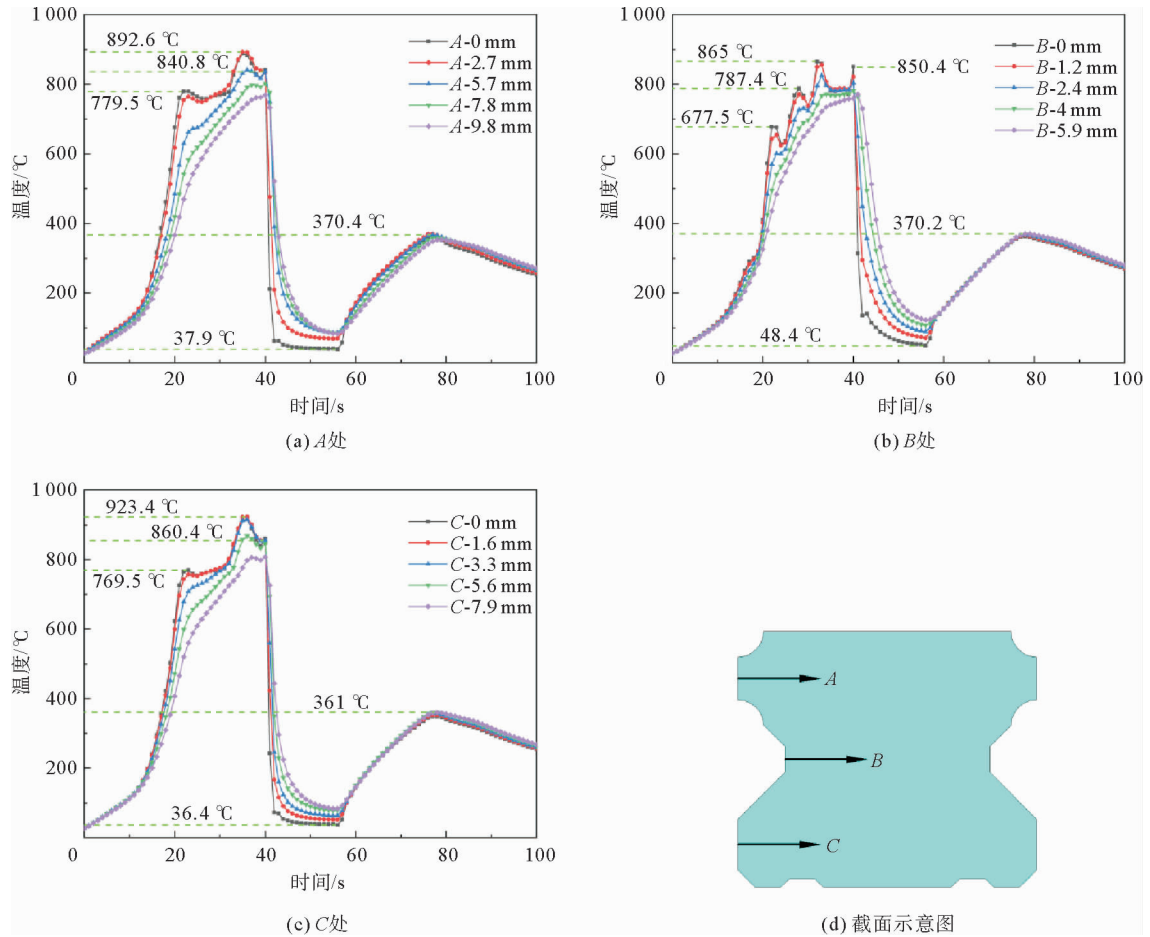 1 000
800
600
400
200
温度/℃
892.6 ℃
840.8 ℃
779.5 ℃
370.4 ℃
37.9 ℃
A-0 mm
A-2.7 mm
A-5.7 mm
A-7.8 mm
A-9.8 mm
0 20 40 60 80 100
时间/s
(a) A处
1 000
800
600
400
200
温度/℃
865 ℃
787.4 ℃
677.5 ℃
850.4 ℃
370.2 ℃
48.4 ℃
B-0 mm
B-1.2 mm
B-2.4 mm
B-4 mm
B-5.9 mm
0 20 40 60 80 100
时间/s
(b) B处
1 000
800
600
400
200
温度/℃
923.4 ℃
860.4 ℃
769.5 ℃
361 ℃
36.4 ℃
C-0 mm
C-1.6 mm
C-3.3 mm
C-5.6 mm
C-7.9 mm
0 20 40 60 80 100
时间/s
(c) C处
A
B
C
(d) 截面示意图